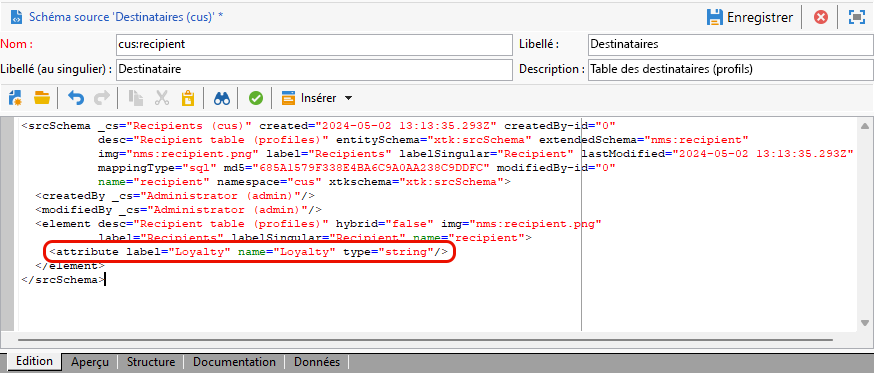 Schéma source 'Destinataires (cus)' *
Enregistrer
Nom :
cus:recipient
Libellé :
Destinataires
Libellé (au singulier) :
Destinataire
Description :
Table des destinataires (profils)
Insérer
<srcSchema _cs="Recipients (cus)" created="2024-05-02 13:13:35.293Z" createdBy-id="0"
desc="Recipient table (profiles)" entitySchema="xtk:srcSchema" extendedSchema="nms:recipient"
img="nms:recipient.png" label="Recipients" labelSingular="Recipient" lastModified="2024-05-02 13:13:35.293Z"
mappingType="sql" md5="685A1579F338E4BA6C9A0AA238C9DDFC" modifiedBy-id="0"
name="recipient" namespace="cus" xtkschema="xtk:srcSchema">
<createdBy _cs="Administrator (admin)"/>
<modifiedBy _cs="Administrator (admin)"/>
<element desc="Recipient table (profiles)" hybrid="false" img="nms:recipient.png"
label="Recipients" labelSingular="Recipient" name="recipient">
<attribute label="Loyalty" name="Loyalty" type="string"/>
</element>
</srcSchema>
Edition
Aperçu
Structure
Documentation
Données